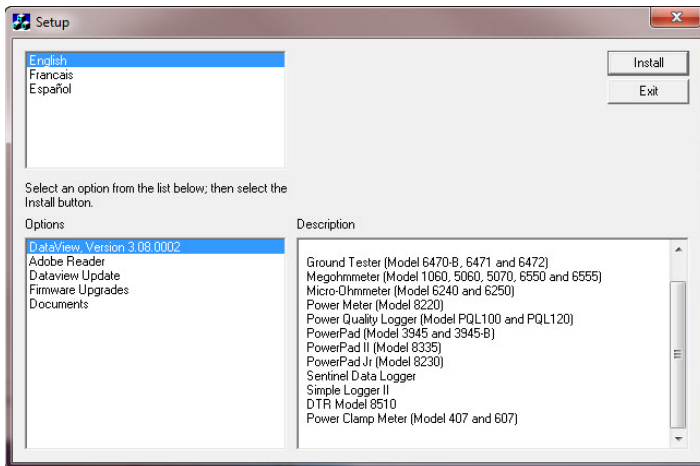 Setup
English
Francais
Español
Install
Exit
Select an option from the list below; then select the
Install button.
Options
DataView, Version 3.08.0002
Adobe Reader
Dataview Update
Firmware Upgrades
Documents
Description
Ground Tester (Model 6470-B, 6471 and 6472)
Megohmmeter (Model 1060, 5060, 5070, 6550 and 6555)
Micro-Ohmmeter (Model 6240 and 6250)
Power Meter (Model 8220)
Power Quality Logger (Model PQL100 and PQL120)
PowerPad (Model 3945 and 3945-B)
PowerPad II (Model 8335)
PowerPad Jr (Model 8230)
Sentinel Data Logger
Simple Logger II
DTR Model 8510
Power Clamp Meter (Model 407 and 607)